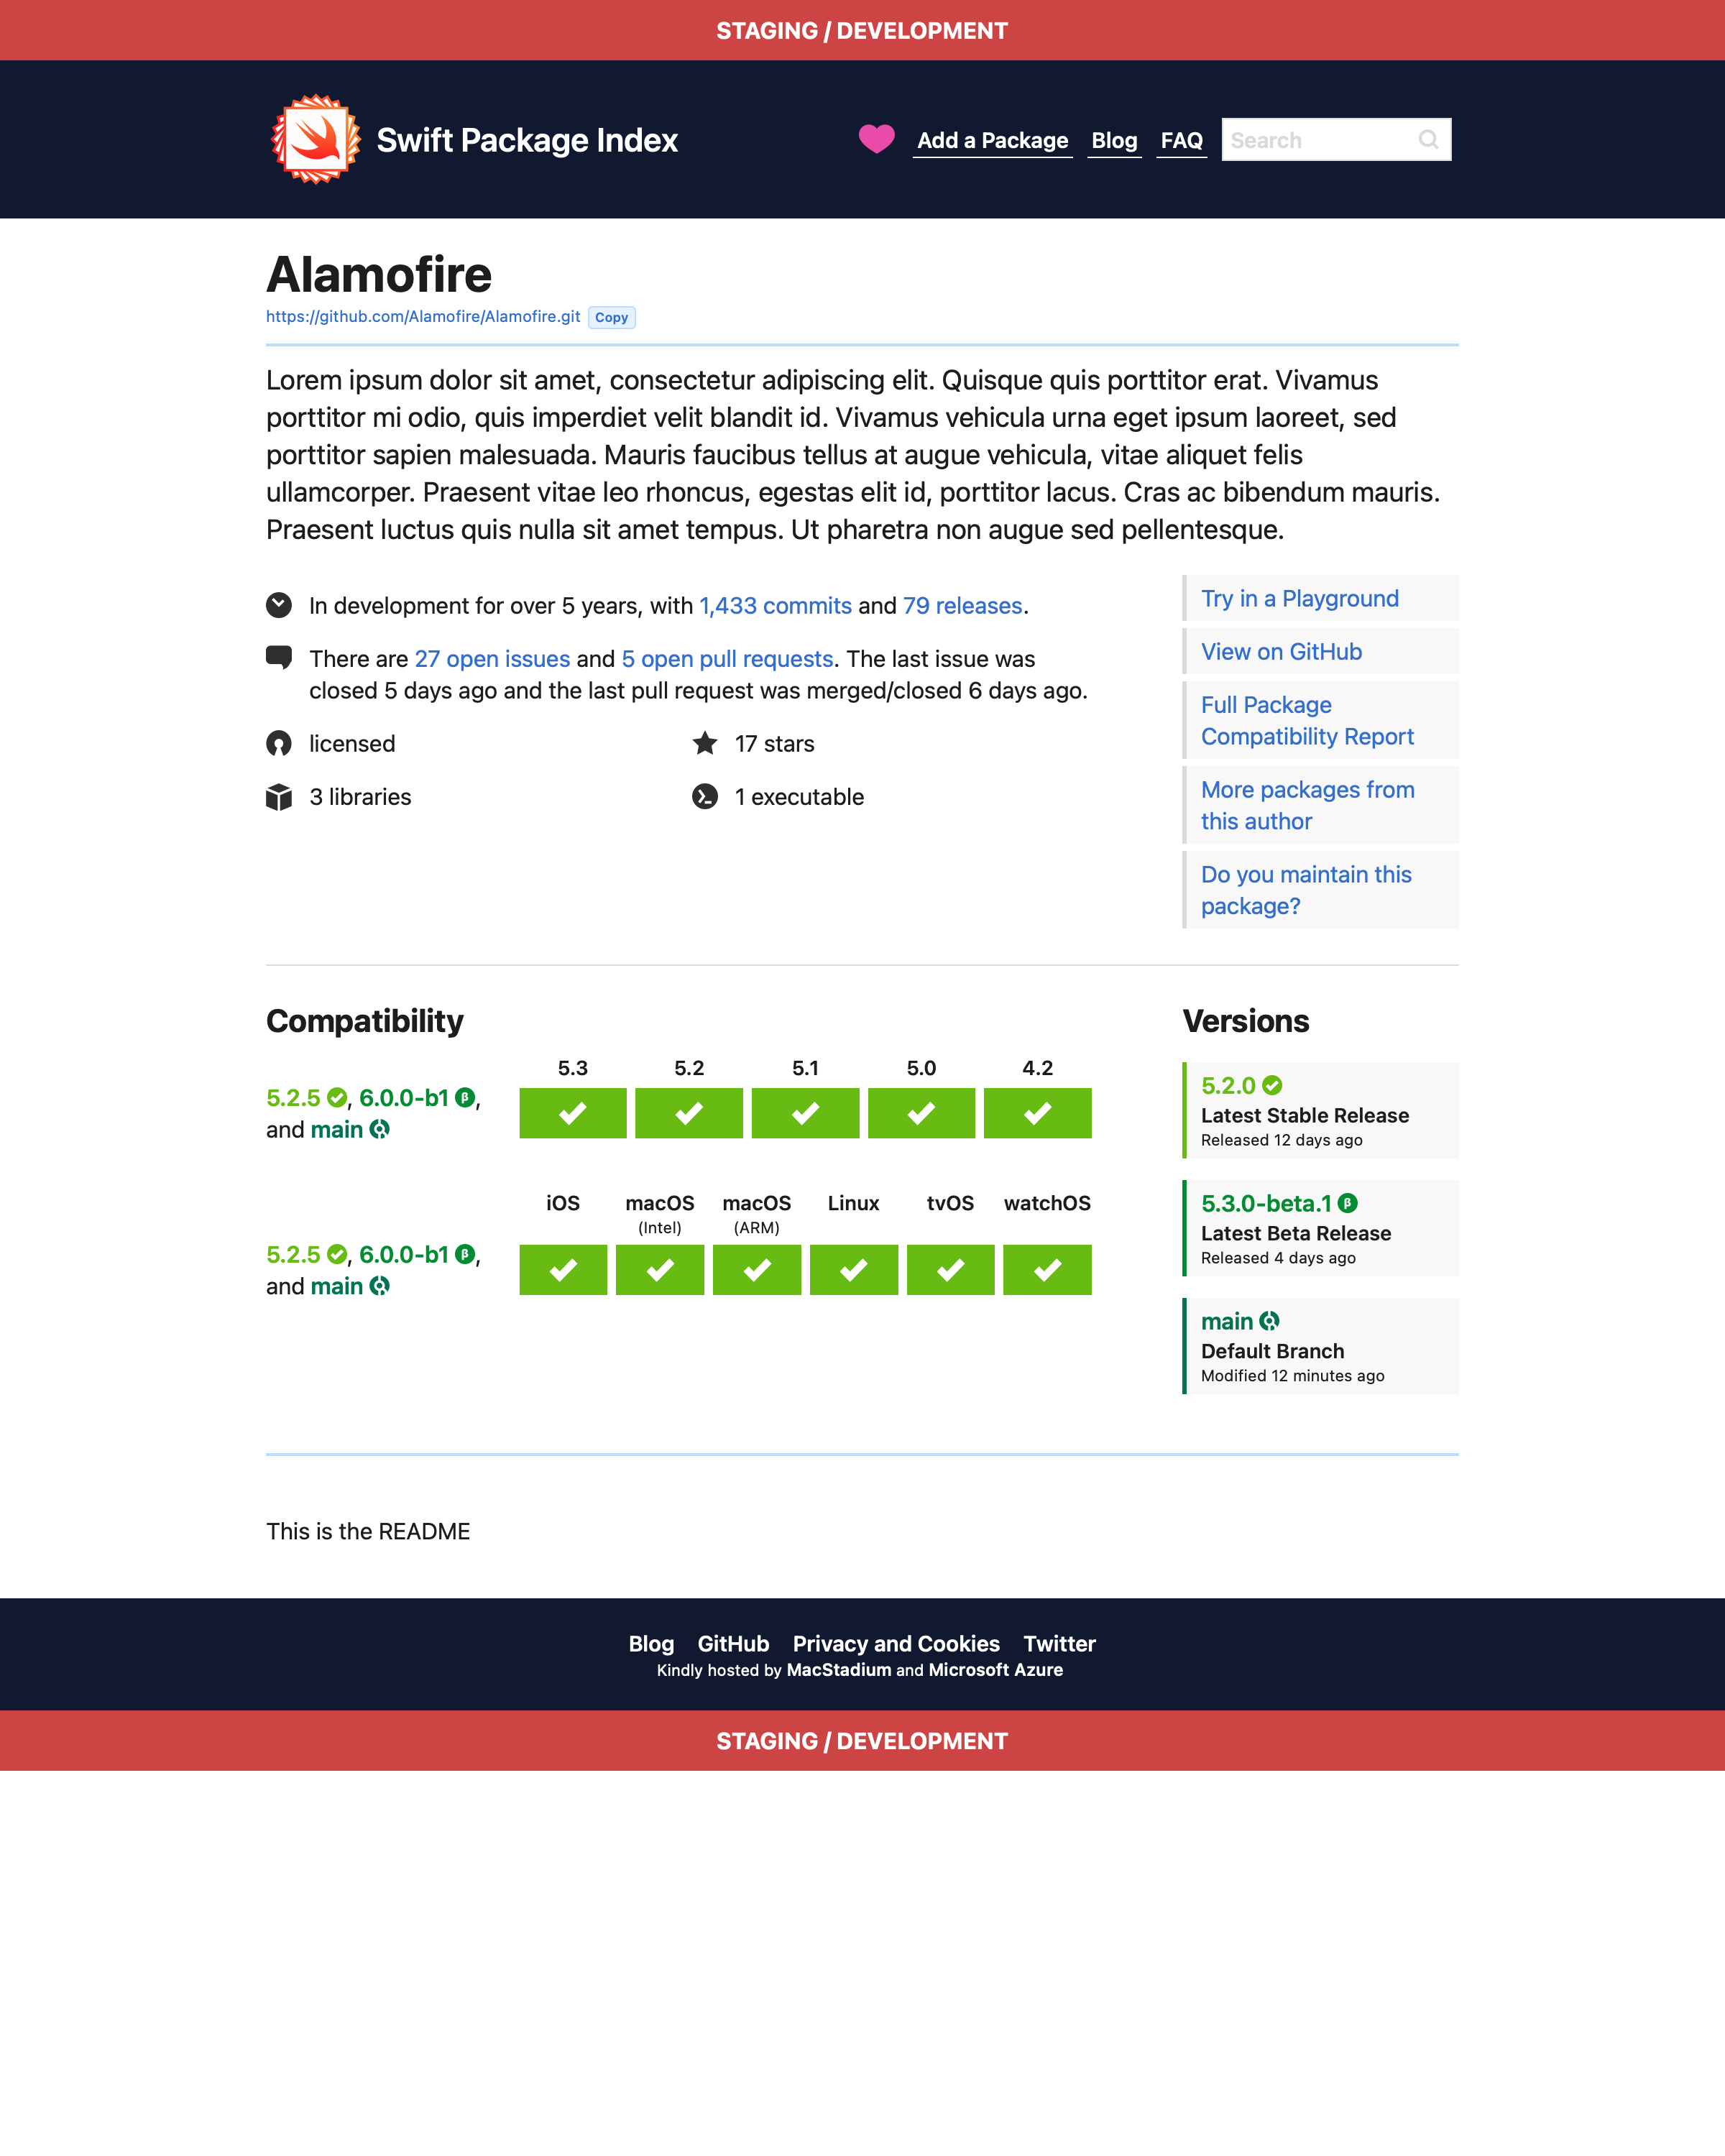 STAGING / DEVELOPMENT
Swift Package Index
Add a Package Blog FAQ Search
Alamofire
https://github.com/Alamofire/Alamofire.git Copy
Lorem ipsum dolor sit amet, consectetur adipiscing elit. Quisque quis porttitor erat. Vivamus
porttitor mi odio, quis imperdiet velit blandit id. Vivamus vehicula urna eget ipsum laoreet, sed
porttitor sapien malesuada. Mauris faucibus tellus at augue vehicula, vitae aliquet felis
ullamcorper. Praesent vitae leo rhoncus, egestas elit id, porttitor lacus. Cras ac bibendum mauris.
Praesent luctus quis nulla sit amet tempus. Ut pharetra non augue sed pellentesque.
In development for over 5 years, with 1,433 commits and 79 releases.
There are 27 open issues and 5 open pull requests. The last issue was
closed 5 days ago and the last pull request was merged/closed 6 days ago.
licensed
17 stars
3 libraries
1 executable
Try in a Playground
View on GitHub
Full Package
Compatibility Report
More packages from
this author
Do you maintain this
package?
Compatibility
5.3 5.2 5.1 5.0 4.2
5.2.5, 6.0.0-b1 β,
and main
iOS macOS macOS Linux tvOS watchOS
(Intel) (ARM)
5.2.5, 6.0.0-b1 β,
and main
Versions
5.2.0
Latest Stable Release
Released 12 days ago
5.3.0-beta.1 β
Latest Beta Release
Released 4 days ago
main
Default Branch
Modified 12 minutes ago
This is the README
Blog GitHub Privacy and Cookies Twitter
Kindly hosted by MacStadium and Microsoft Azure
STAGING / DEVELOPMENT